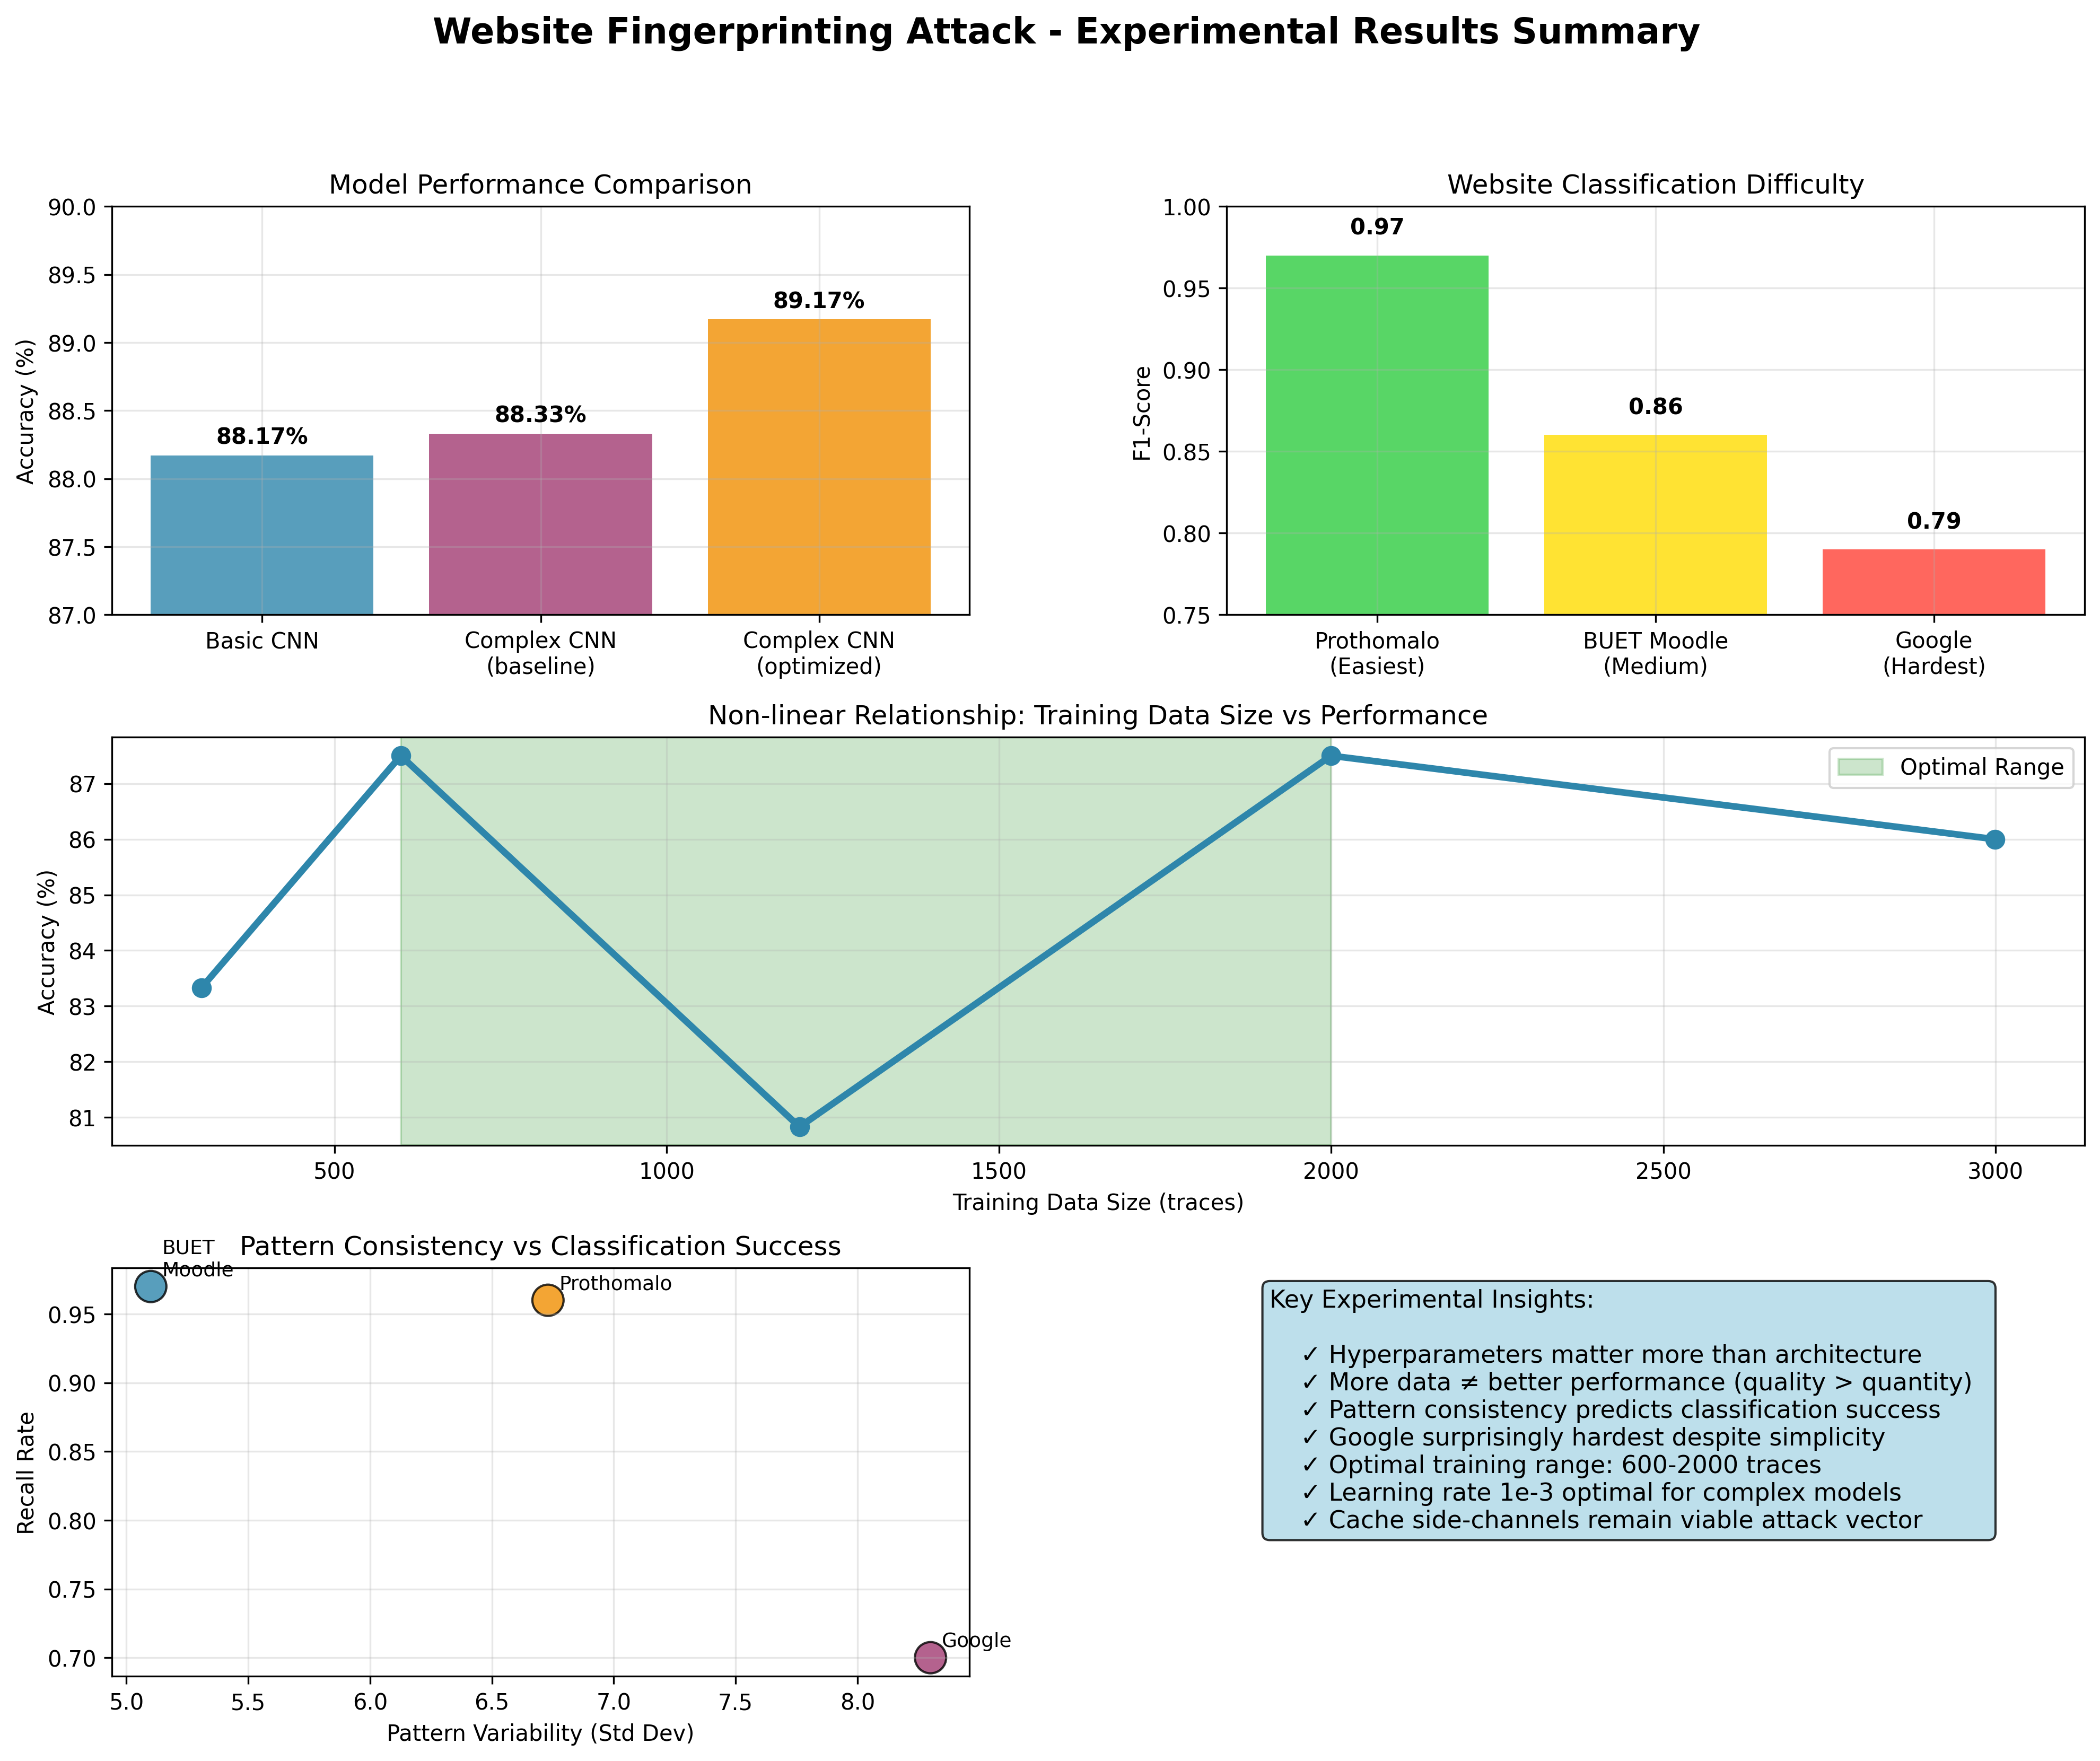 Website Fingerprinting Attack - Experimental Results Summary
Model Performance Comparison
90.0
89.5
89.0
88.5
88.0
87.5
87.0
Accuracy (%)
88.17%
88.33%
89.17%
Basic CNN
Complex CNN
(baseline)
Complex CNN
(optimized)
Website Classification Difficulty
1.00
0.95
0.90
0.85
0.80
0.75
F1-Score
0.97
0.86
0.79
Prothomalo
(Easiest)
BUET Moodle
(Medium)
Google
(Hardest)
Non-linear Relationship: Training Data Size vs Performance
87
86
85
84
83
82
81
Accuracy (%)
Optimal Range
500
1000
1500
2000
2500
3000
Training Data Size (traces)
Pattern Consistency vs Classification Success
0.95
0.90
0.85
0.80
0.75
0.70
Recall Rate
BUET
Moodle
Prothomalo
Google
5.0
5.5
6.0
6.5
7.0
7.5
8.0
Pattern Variability (Std Dev)
Key Experimental Insights:
✓ Hyperparameters matter more than architecture
✓ More data ≠ better performance (quality > quantity)
✓ Pattern consistency predicts classification success
✓ Google surprisingly hardest despite simplicity
✓ Optimal training range: 600-2000 traces
✓ Learning rate 1e-3 optimal for complex models
✓ Cache side-channels remain viable attack vector